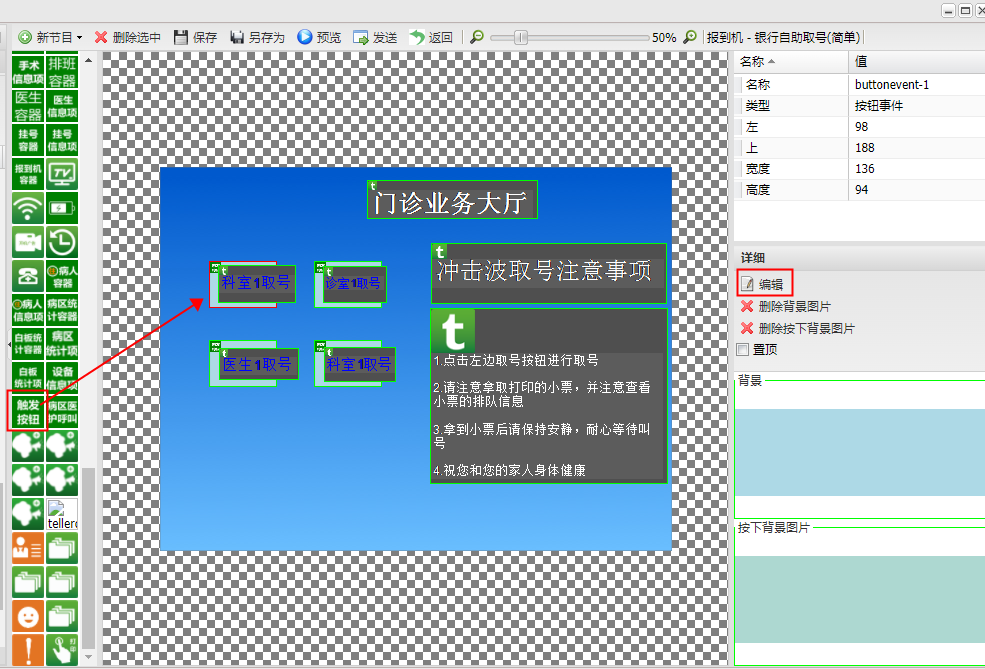 新节目 删除选中 保存 另存为 预览 发送 返回 50% 报到机 - 银行自助取号(简单)
手术信息项 排班容器
医生容器 医生信息项
挂号容器 挂号信息项
报到机容器 TV
病人容器
病人信息项 病区统计容器
白板统计容器 病区统计项
白板统计项 设备信息项
触发按钮 病区医护呼叫
tellerc
打印
门诊业务大厅
科室1取号 诊室1取号
医生1取号 科室1取号
t 冲击波取号注意事项
t
1.点击左边取号按钮进行取号
2.请注意拿取打印的小票，并注意查看
小票的排队信息
3.拿到小票后请保持安静，耐心等待叫
号
4.祝您和您的家人身体健康
名称 值
名称 buttonevent-1
类型 按钮事件
左 98
上 188
宽度 136
高度 94
详细
编辑
删除背景图片
删除按下背景图片
置顶
背景
按下背景图片